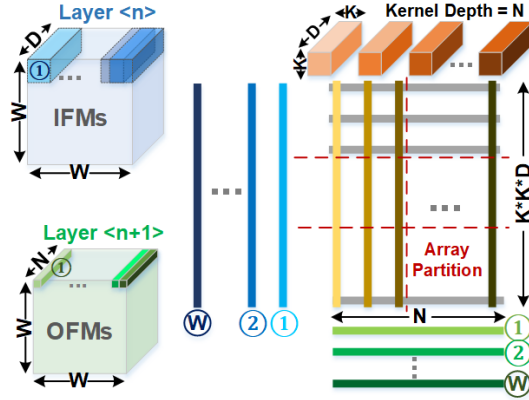 Layer <n>
D
①
W
IFMs
W
Layer <n+1>
N
①
W
OFMs
W
Ⓦ
②
①
Kernel Depth = N
K
D
K
K*K*D
Array
Partition
N
①
②
Ⓦ